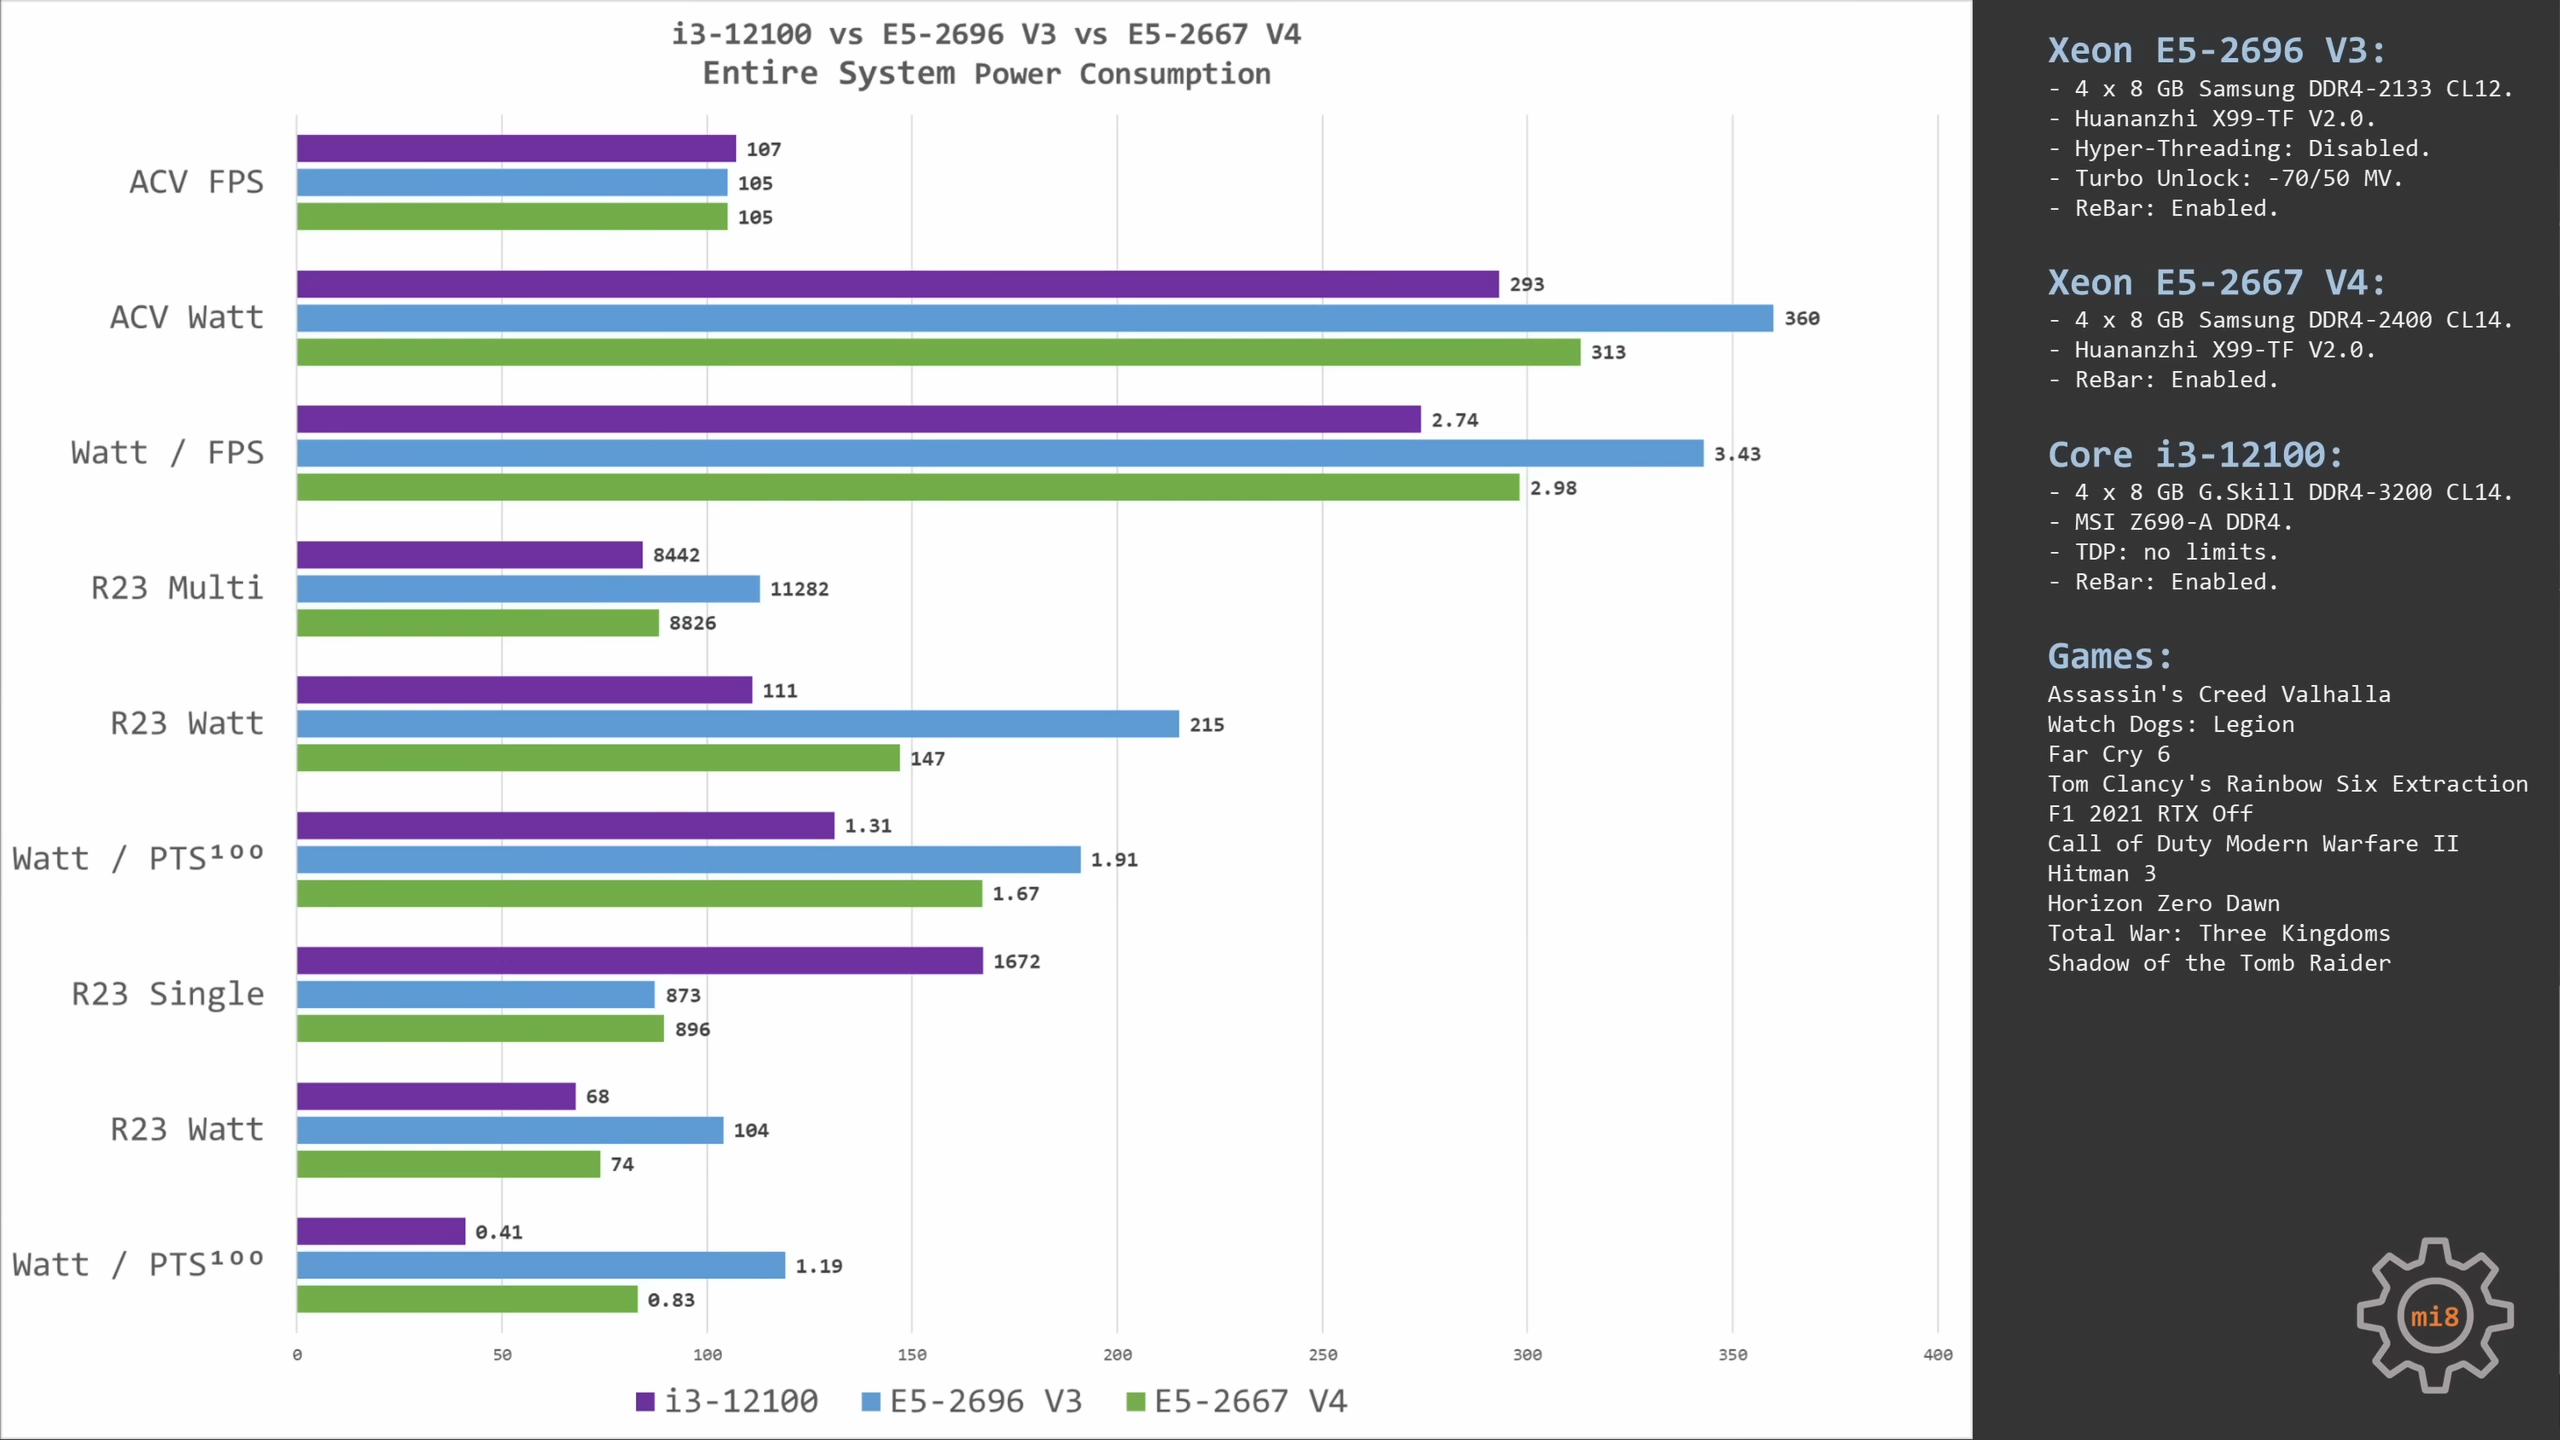 i3-12100 vs E5-2696 V3 vs E5-2667 V4
Entire System Power Consumption
ACV FPS
107
105
105
ACV Watt
293
360
313
Watt / FPS
2.74
3.43
2.98
R23 Multi
8442
11282
8826
R23 Watt
111
215
147
Watt / PTS¹⁰⁰
1.31
1.91
1.67
R23 Single
1672
873
896
R23 Watt
68
104
74
Watt / PTS¹⁰⁰
0.41
1.19
0.83
0 50 100 150 200 250 300 350 400
i3-12100 E5-2696 V3 E5-2667 V4
Xeon E5-2696 V3:
- 4 x 8 GB Samsung DDR4-2133 CL12.
- Huananzhi X99-TF V2.0.
- Hyper-Threading: Disabled.
- Turbo Unlock: -70/50 MV.
- ReBar: Enabled.
Xeon E5-2667 V4:
- 4 x 8 GB Samsung DDR4-2400 CL14.
- Huananzhi X99-TF V2.0.
- ReBar: Enabled.
Core i3-12100:
- 4 x 8 GB G.Skill DDR4-3200 CL14.
- MSI Z690-A DDR4.
- TDP: no limits.
- ReBar: Enabled.
Games:
Assassin's Creed Valhalla
Watch Dogs: Legion
Far Cry 6
Tom Clancy's Rainbow Six Extraction
F1 2021 RTX Off
Call of Duty Modern Warfare II
Hitman 3
Horizon Zero Dawn
Total War: Three Kingdoms
Shadow of the Tomb Raider
mi8